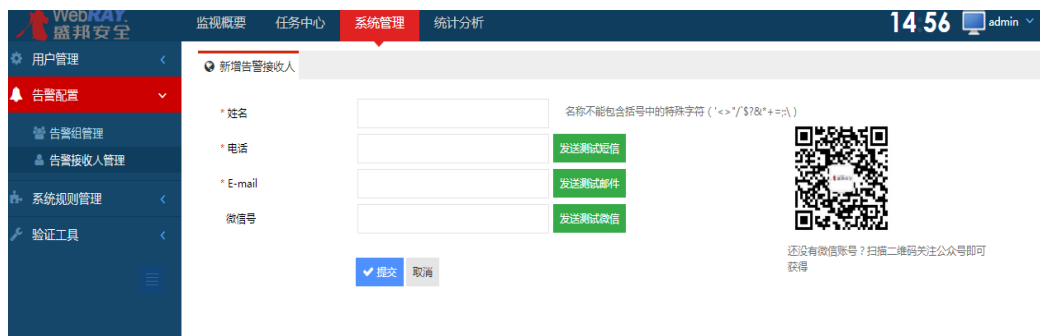 WebRAY.
盛邦安全
监视概要 任务中心 系统管理 统计分析
14:56 admin
用户管理
告警配置
告警组管理
告警接收人管理
系统规则管理
验证工具
新增告警接收人
* 姓名
名称不能包含括号中的特殊字符 ( '<>"/`$?&*+=;:\ )
* 电话 发送测试短信
* E-mail 发送测试邮件
微信号 发送测试微信
还没有微信账号？扫描二维码关注公众号即可
获得
提交 取消